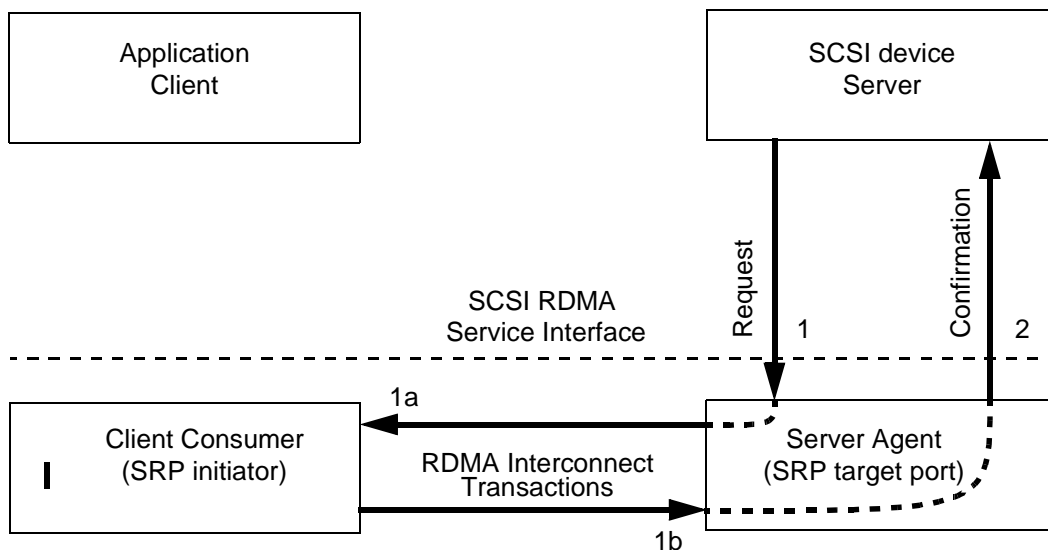 Application
Client
SCSI device
Server
Request
Confirmation
SCSI RDMA
Service Interface
1
2
1a
Client Consumer
(SRP initiator)
Server Agent
(SRP target port)
RDMA Interconnect
Transactions
1b